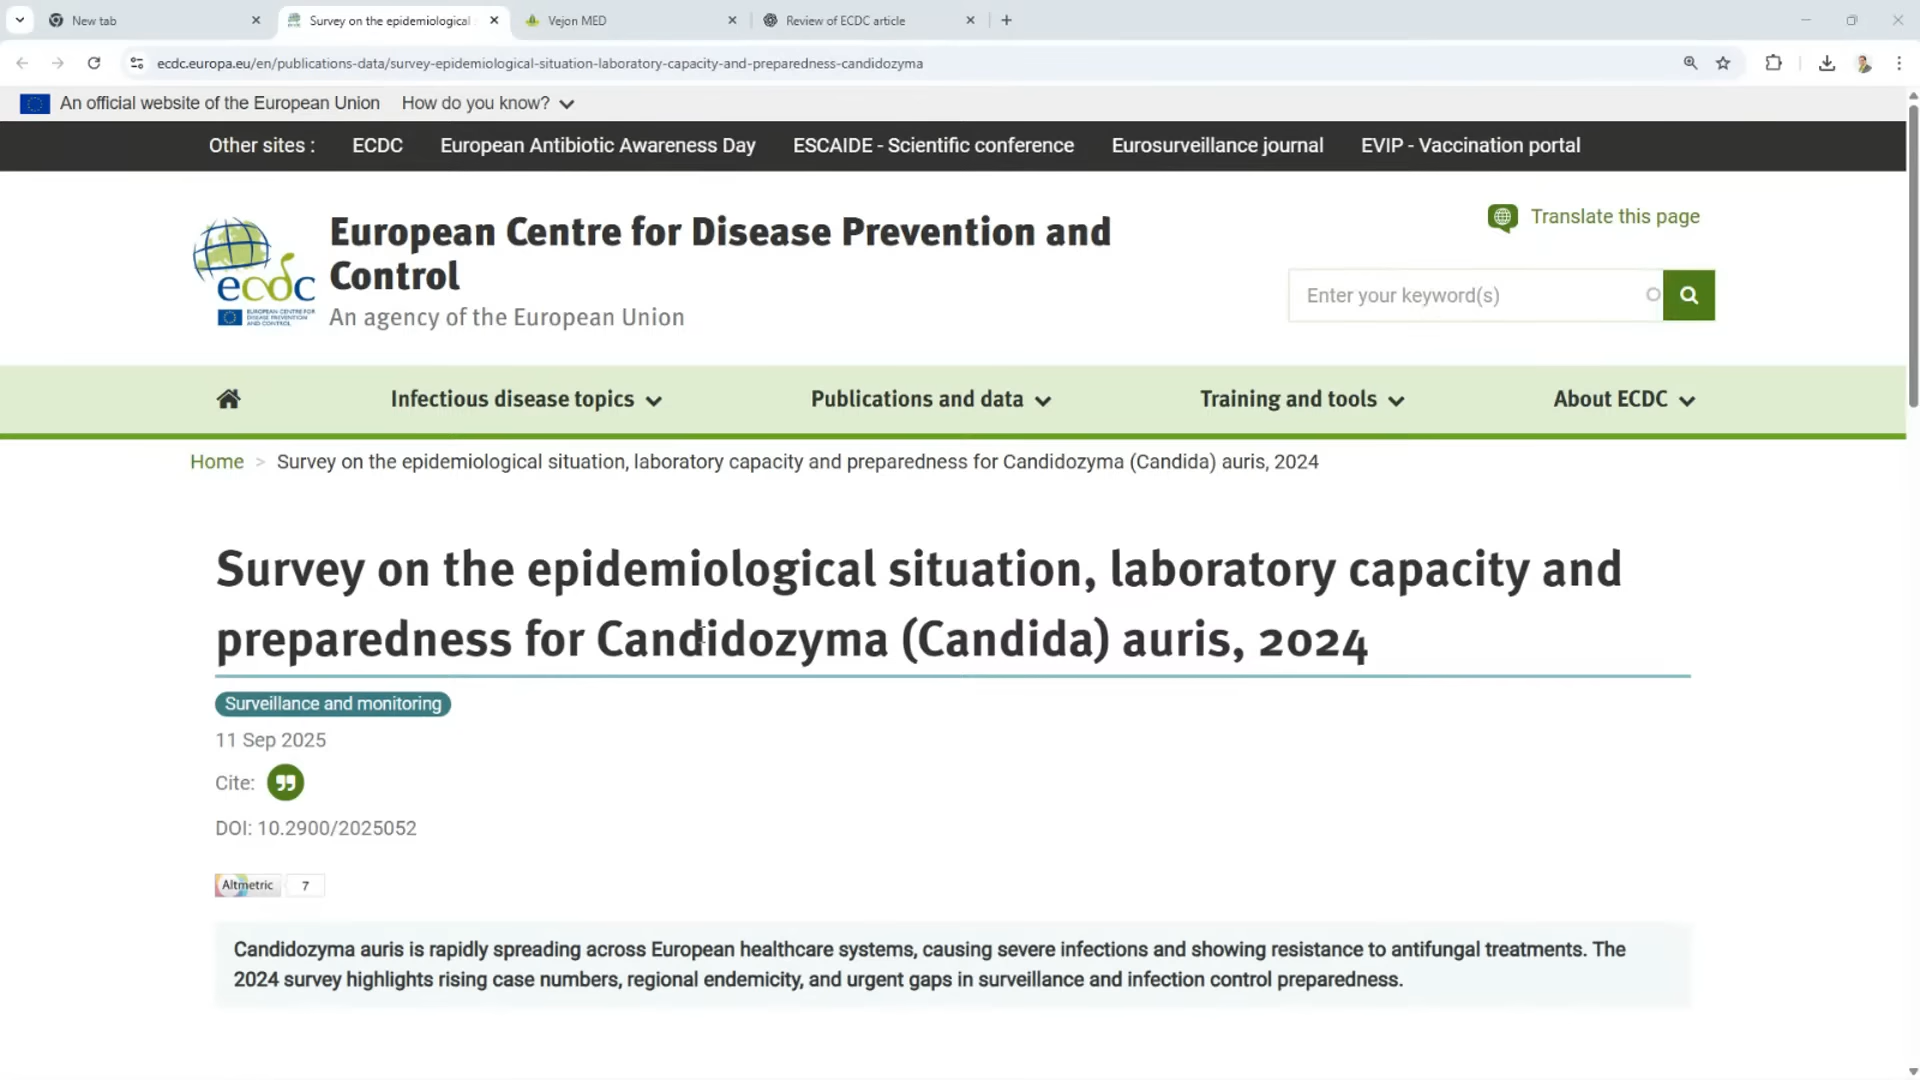 New tab
Survey on the epidemiological s
Vejon MED
Review of ECDC article
ecdc.europa.eu/en/publications-data/survey-epidemiological-situation-laboratory-capacity-and-preparedness-candidozyma
An official website of the European Union How do you know?
Other sites : ECDC European Antibiotic Awareness Day ESCAIDE - Scientific conference Eurosurveillance journal EVIP - Vaccination portal
ecdc
EUROPEAN CENTRE FOR
DISEASE PREVENTION
AND CONTROL
European Centre for Disease Prevention and
Control
An agency of the European Union
Translate this page
Enter your keyword(s)
Infectious disease topics Publications and data Training and tools About ECDC
Home > Survey on the epidemiological situation, laboratory capacity and preparedness for Candidozyma (Candida) auris, 2024
Survey on the epidemiological situation, laboratory capacity and
preparedness for Candidozyma (Candida) auris, 2024
Surveillance and monitoring
11 Sep 2025
Cite:
DOI: 10.2900/2025052
Altmetric 7
Candidozyma auris is rapidly spreading across European healthcare systems, causing severe infections and showing resistance to antifungal treatments. The
2024 survey highlights rising case numbers, regional endemicity, and urgent gaps in surveillance and infection control preparedness.